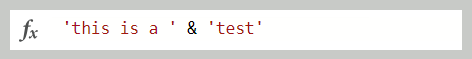 fx 'this is a ' & 'test'